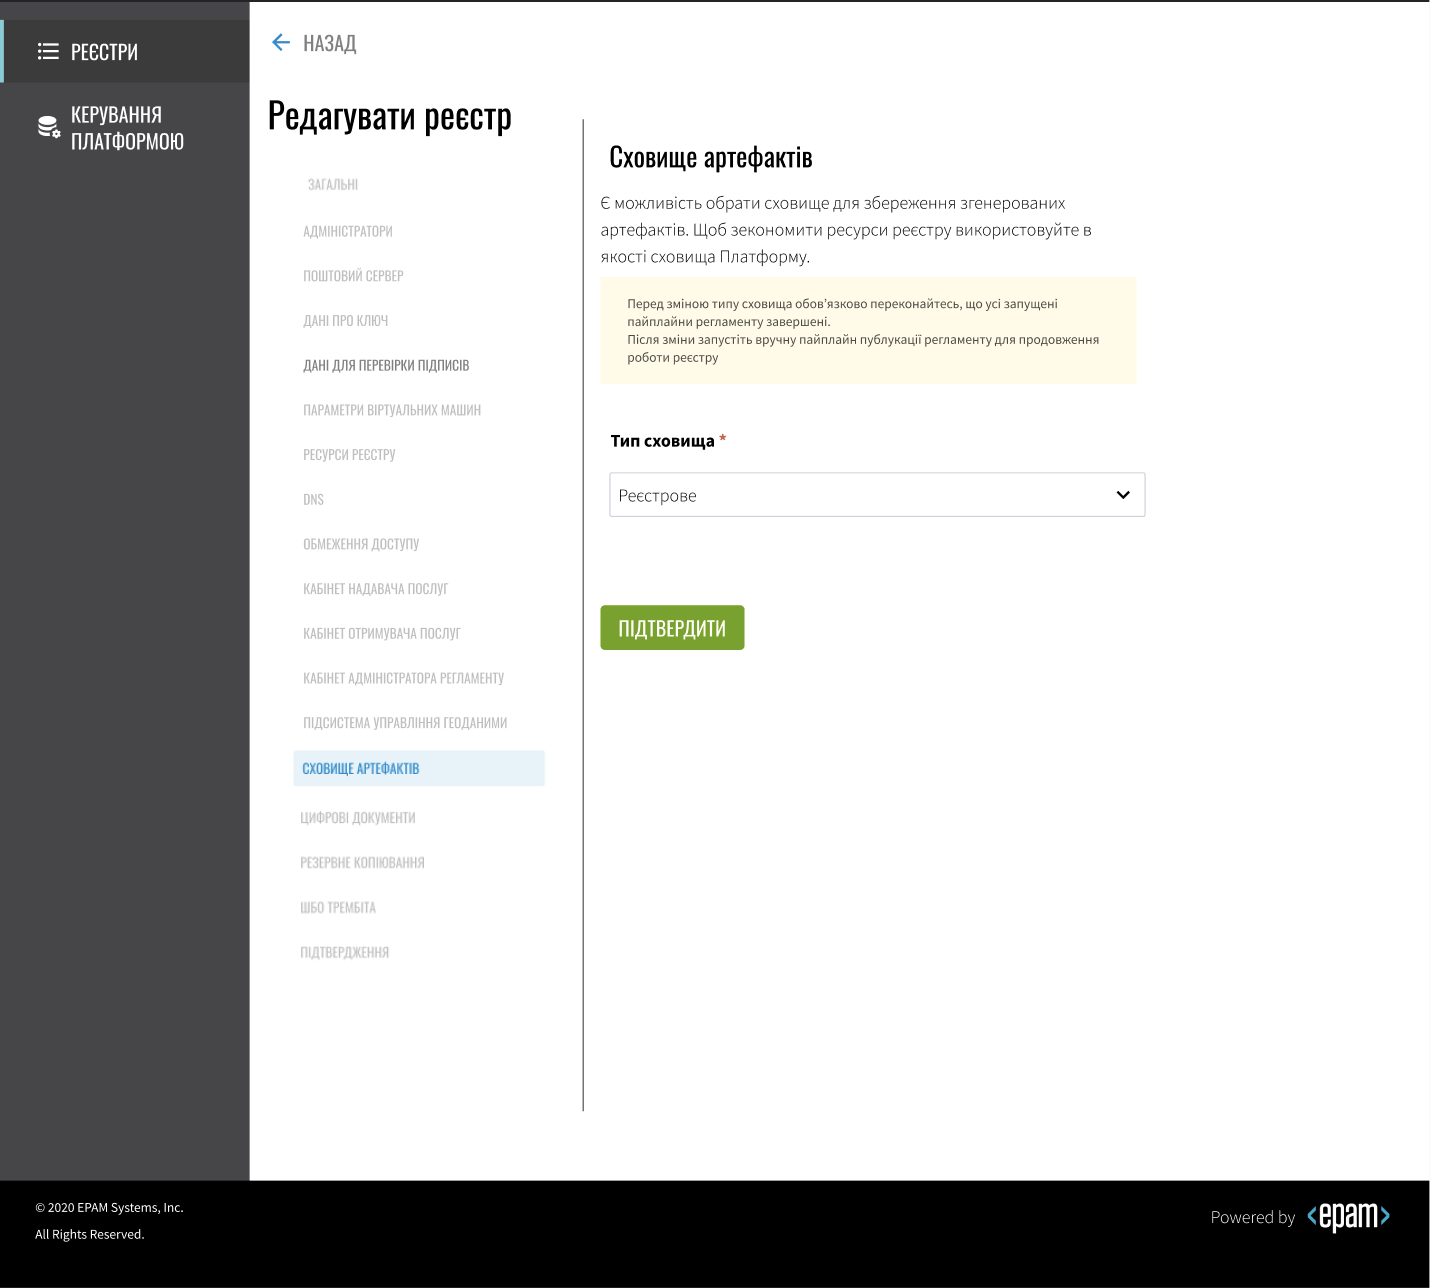 РЕЄСТРИ
КЕРУВАННЯ
ПЛАТФОРМОЮ
НАЗАД
Редагувати реєстр
ЗАГАЛЬНІ
АДМІНІСТРАТОРИ
ПОШТОВИЙ СЕРВЕР
ДАНІ ПРО КЛЮЧ
ДАНІ ДЛЯ ПЕРЕВІРКИ ПІДПИСІВ
ПАРАМЕТРИ ВІРТУАЛЬНИХ МАШИН
РЕСУРСИ РЕЄСТРУ
DNS
ОБМЕЖЕННЯ ДОСТУПУ
КАБІНЕТ НАДАВАЧА ПОСЛУГ
КАБІНЕТ ОТРИМУВАЧА ПОСЛУГ
КАБІНЕТ АДМІНІСТРАТОРА РЕГЛАМЕНТУ
ПІДСИСТЕМА УПРАВЛІННЯ ГЕОДАНИМИ
СХОВИЩЕ АРТЕФАКТІВ
ЦИФРОВІ ДОКУМЕНТИ
РЕЗЕРВНЕ КОПІЮВАННЯ
ШБО ТРЕМБІТА
ПІДТВЕРДЖЕННЯ
Сховище артефактів
Є можливість обрати сховище для збереження згенерованих
артефактів. Щоб зекономити ресурси реєстру використовуйте в
якості сховища Платформу.
Перед зміною типу сховища обов’язково переконайтесь, що усі запущені
пайплайни регламенту завершені.
Після зміни запустіть вручну пайплайн публукації регламенту для продовження
роботи реєстру
Тип сховища *
Реєстрове
ПІДТВЕРДИТИ
© 2020 EPAM Systems, Inc.
All Rights Reserved.
Powered by <epam>